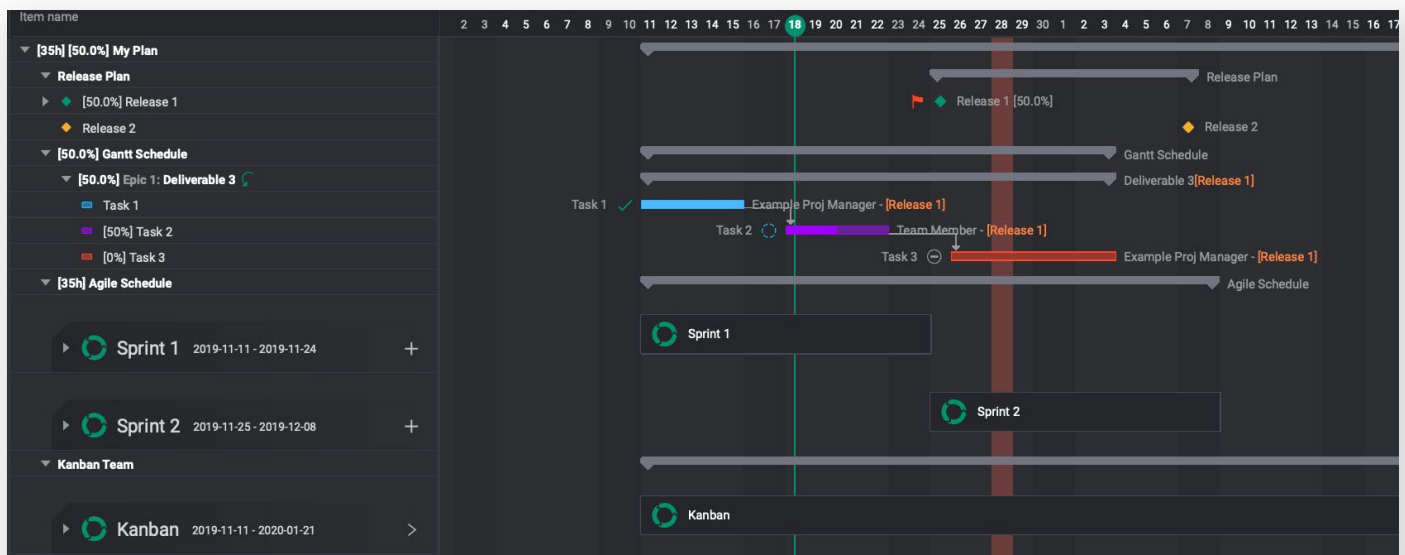 Item name
2 3 4 5 6 7 8 9 10 11 12 13 14 15 16 17 18 19 20 21 22 23 24 25 26 27 28 29 30 1 2 3 4 5 6 7 8 9 10 11 12 13 14 15 16 17
[35h] [50.0%] My Plan
Release Plan
Release Plan
[50.0%] Release 1
Release 1 [50.0%]
Release 2
Release 2
[50.0%] Gantt Schedule
Gantt Schedule
[50.0%] Epic 1: Deliverable 3
Deliverable 3[Release 1]
Task 1
Task 1
Example Proj Manager - [Release 1]
[50%] Task 2
Task 2
Team Member - [Release 1]
[0%] Task 3
Task 3
Example Proj Manager - [Release 1]
[35h] Agile Schedule
Agile Schedule
Sprint 1 2019-11-11 - 2019-11-24 +
Sprint 1
Sprint 2 2019-11-25 - 2019-12-08 +
Sprint 2
Kanban Team
Kanban 2019-11-11 - 2020-01-21
Kanban